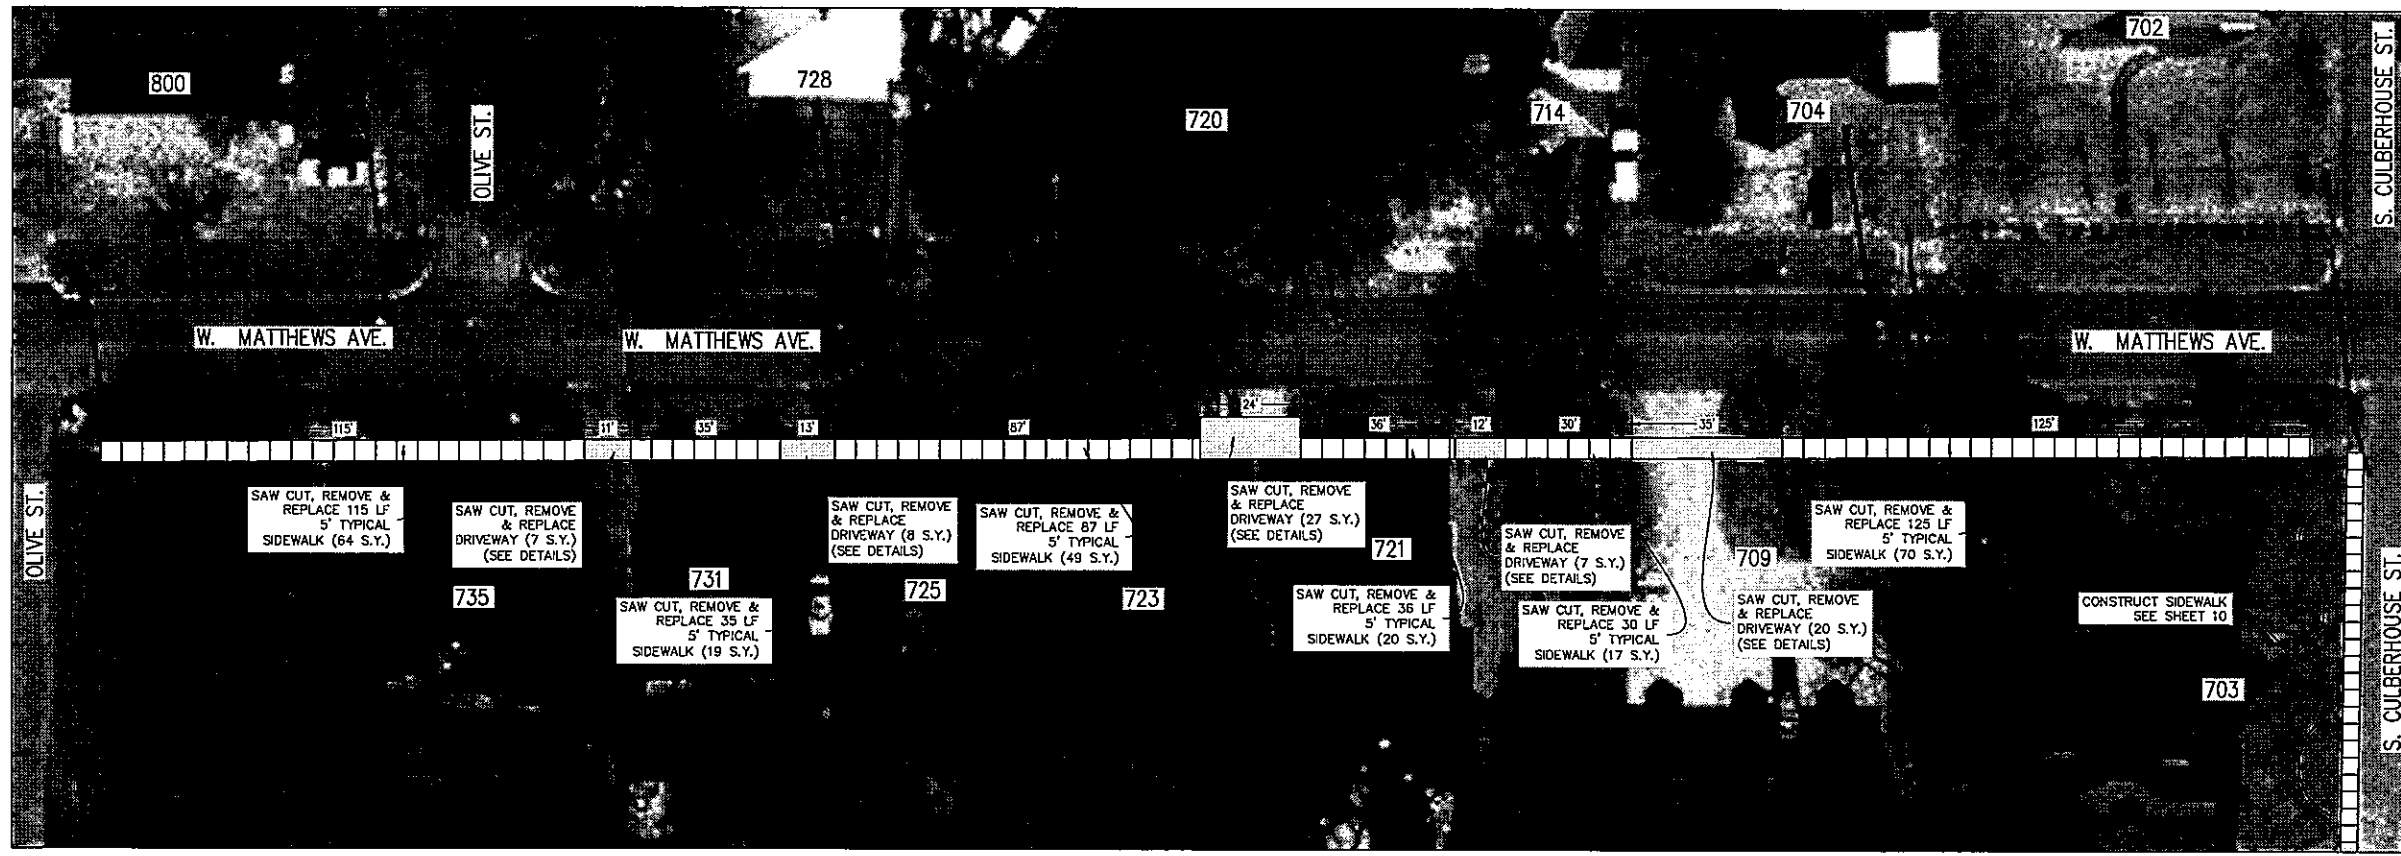 702
S. CULBERHOUSE ST.
800
728
OLIVE ST.
720
714
704
W. MATTHEWS AVE.
W. MATTHEWS AVE.
W. MATTHEWS AVE.
115'
11'
35'
13'
87'
24'
36'
12'
30'
35'
125'
OLIVE ST.
SAW CUT, REMOVE &
REPLACE 115 LF
5' TYPICAL
SIDEWALK (64 S.Y.)
SAW CUT, REMOVE
& REPLACE
DRIVEWAY (7 S.Y.)
(SEE DETAILS)
735
731
SAW CUT, REMOVE &
REPLACE 35 LF
5' TYPICAL
SIDEWALK (19 S.Y.)
SAW CUT, REMOVE
& REPLACE
DRIVEWAY (8 S.Y.)
(SEE DETAILS)
725
SAW CUT, REMOVE &
REPLACE 87 LF
5' TYPICAL
SIDEWALK (49 S.Y.)
723
SAW CUT, REMOVE
& REPLACE
DRIVEWAY (27 S.Y.)
(SEE DETAILS)
721
SAW CUT, REMOVE &
REPLACE 36 LF
5' TYPICAL
SIDEWALK (20 S.Y.)
SAW CUT, REMOVE
& REPLACE
DRIVEWAY (7 S.Y.)
(SEE DETAILS)
SAW CUT, REMOVE &
REPLACE 30 LF
5' TYPICAL
SIDEWALK (17 S.Y.)
709
SAW CUT, REMOVE
& REPLACE
DRIVEWAY (20 S.Y.)
(SEE DETAILS)
SAW CUT, REMOVE &
REPLACE 125 LF
5' TYPICAL
SIDEWALK (70 S.Y.)
CONSTRUCT SIDEWALK
SEE SHEET 10
703
S. CULBERHOUSE ST.